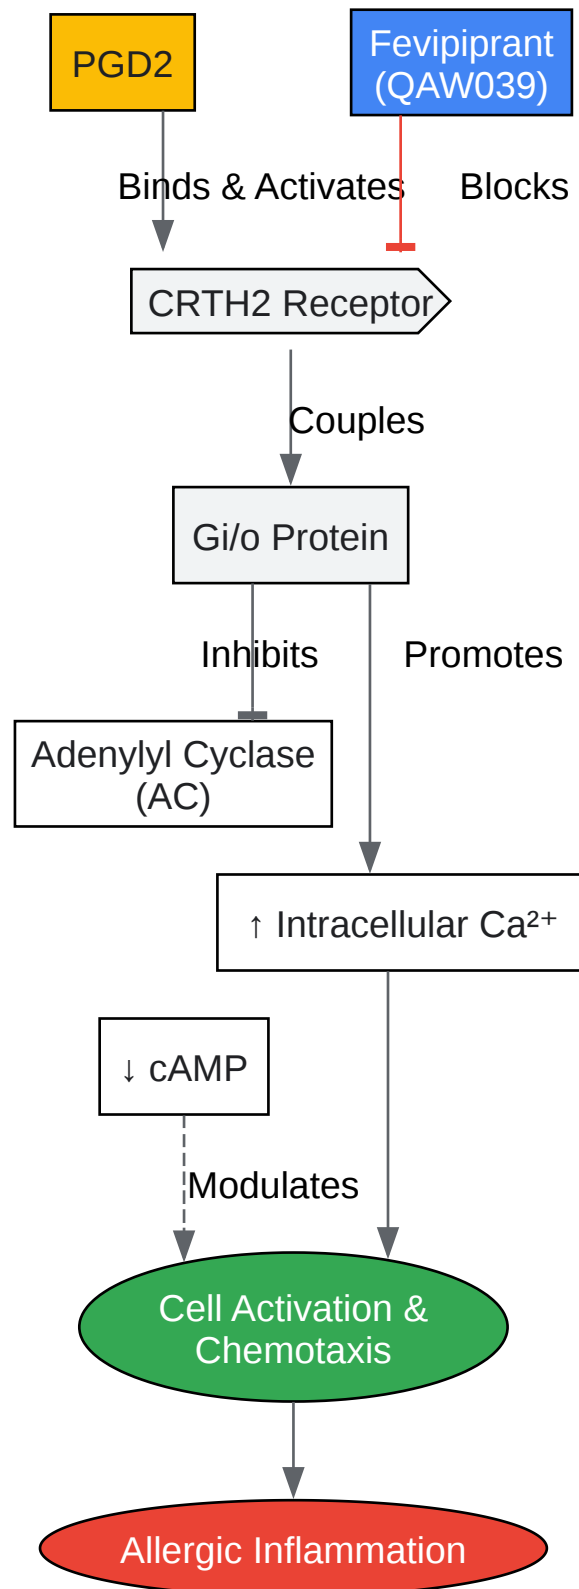 PGD2
Fevipiprant
(QAW039)
Binds & Activates
Blocks
CRTH2 Receptor
Couples
Gi/o Protein
Inhibits
Promotes
Adenylyl Cyclase
(AC)
↑ Intracellular Ca²⁺
↓ cAMP
Modulates
Cell Activation &
Chemotaxis
Allergic Inflammation